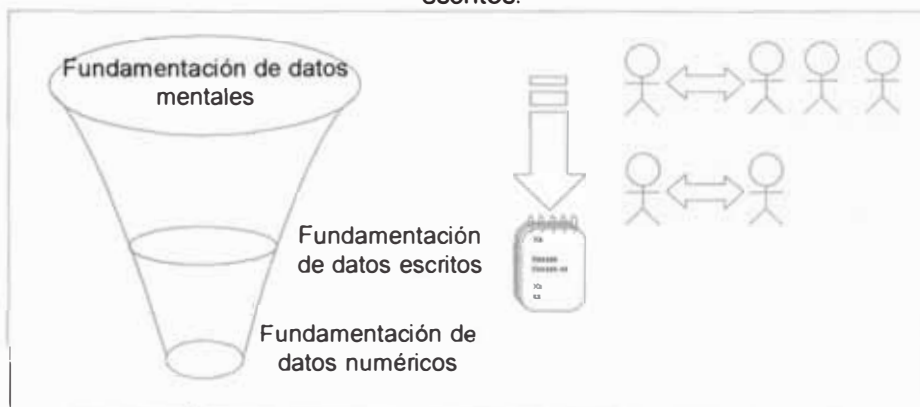 escritos.
Fundamentación de datos
mentales
Fundamentación
de datos escritos
Fundamentación de
datos numéricos